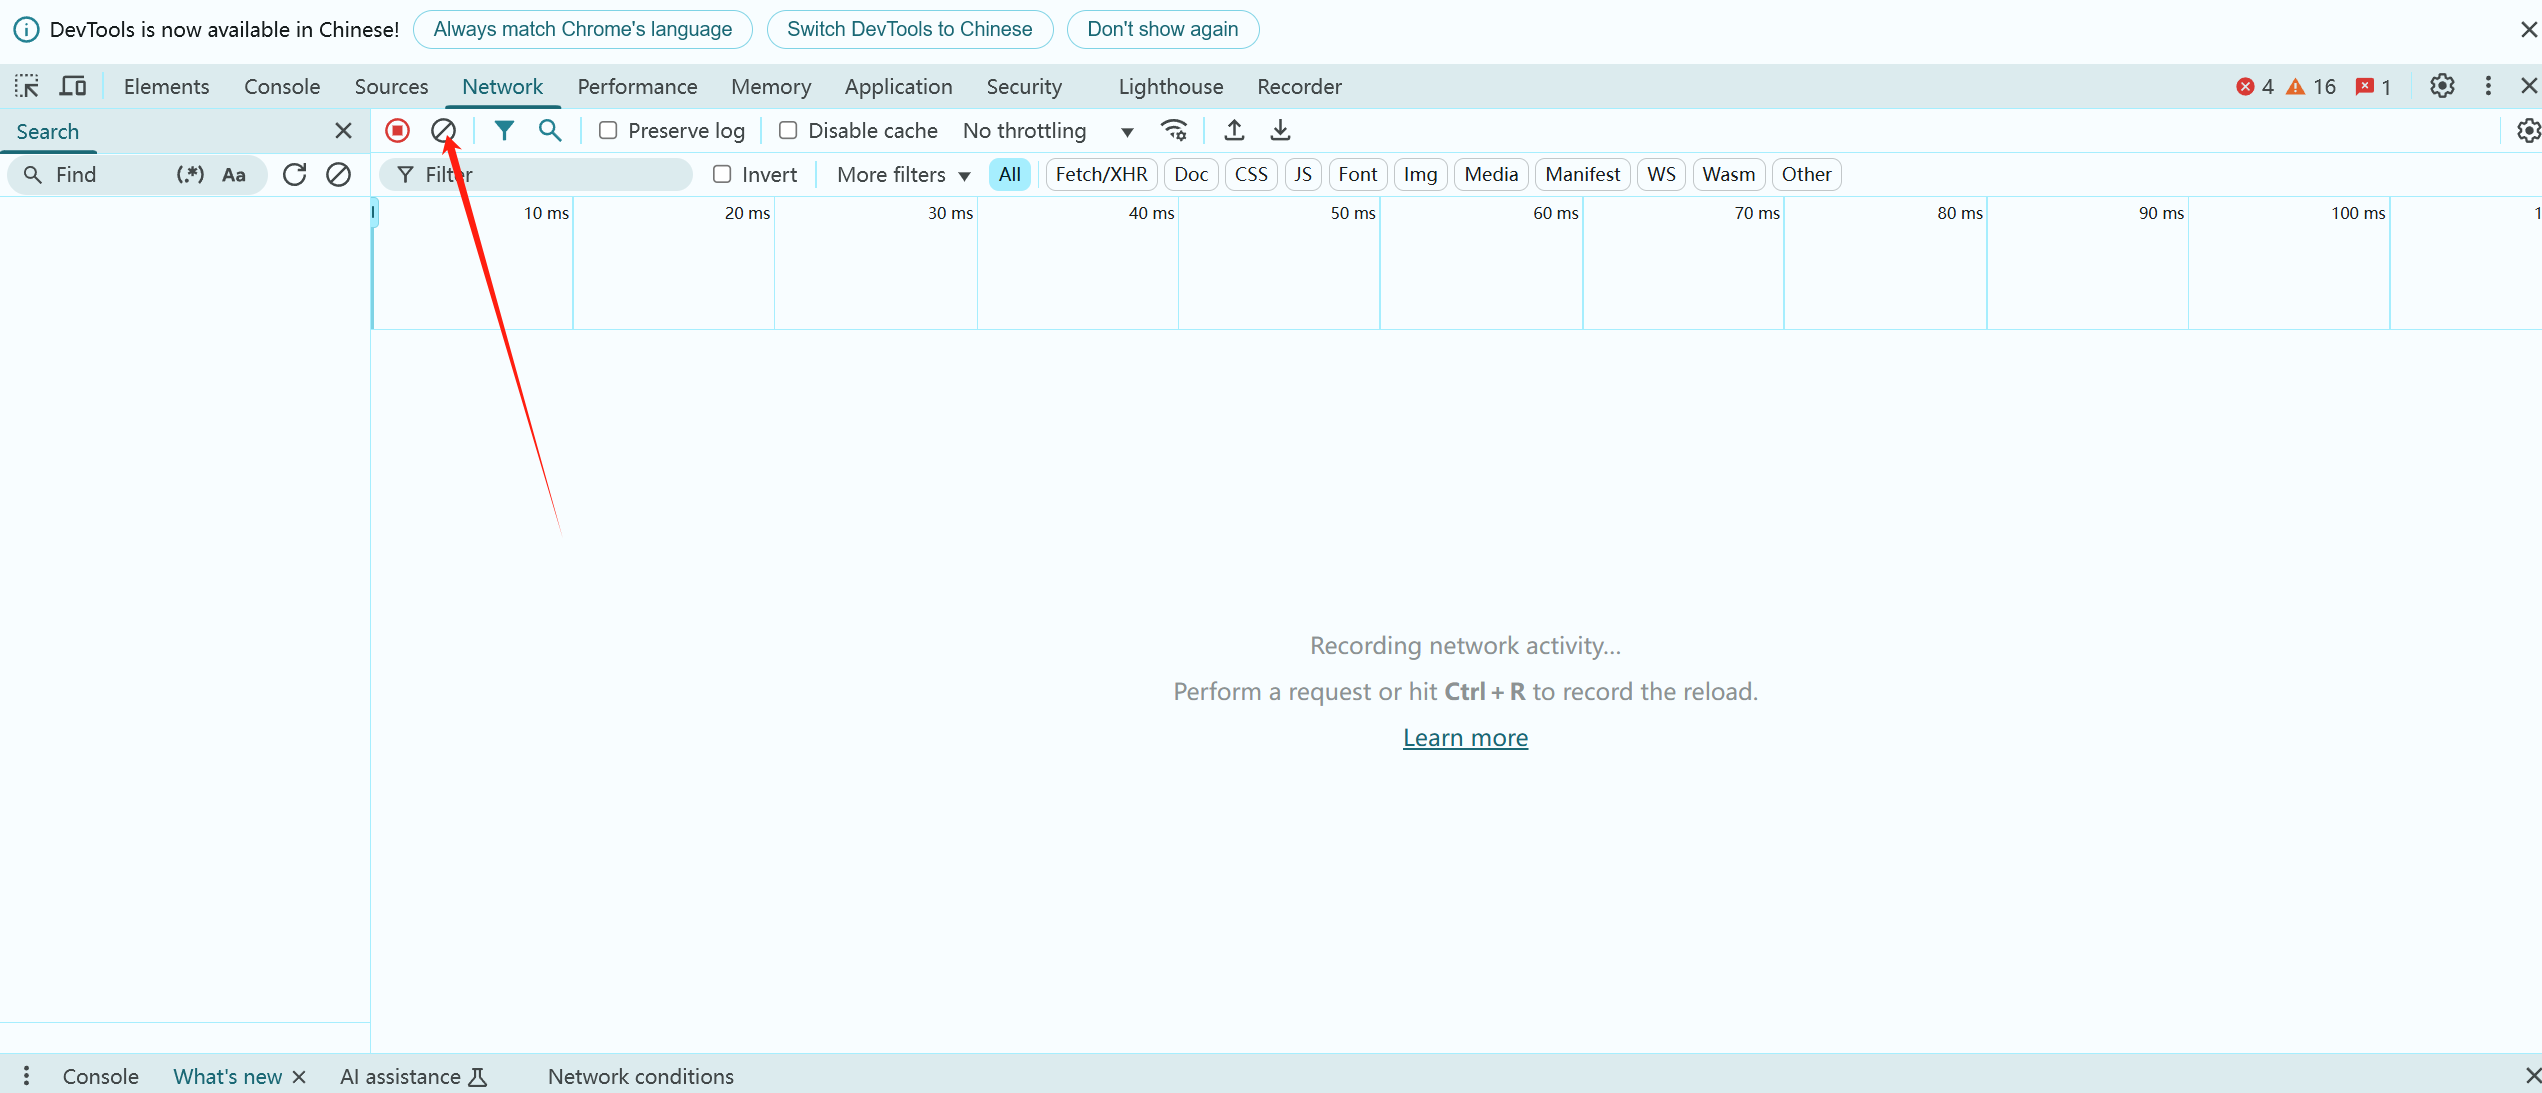 DevTools is now available in Chinese! Always match Chrome's language Switch DevTools to Chinese Don't show again
Elements Console Sources Network Performance Memory Application Security Lighthouse Recorder 4 16 1
Search Preserve log Disable cache No throttling
Find (.*) Aa Filter Invert More filters All Fetch/XHR Doc CSS JS Font Img Media Manifest WS Wasm Other
10 ms 20 ms 30 ms 40 ms 50 ms 60 ms 70 ms 80 ms 90 ms 100 ms 1
Recording network activity...
Perform a request or hit Ctrl + R to record the reload.
Learn more
Console What's new AI assistance Network conditions